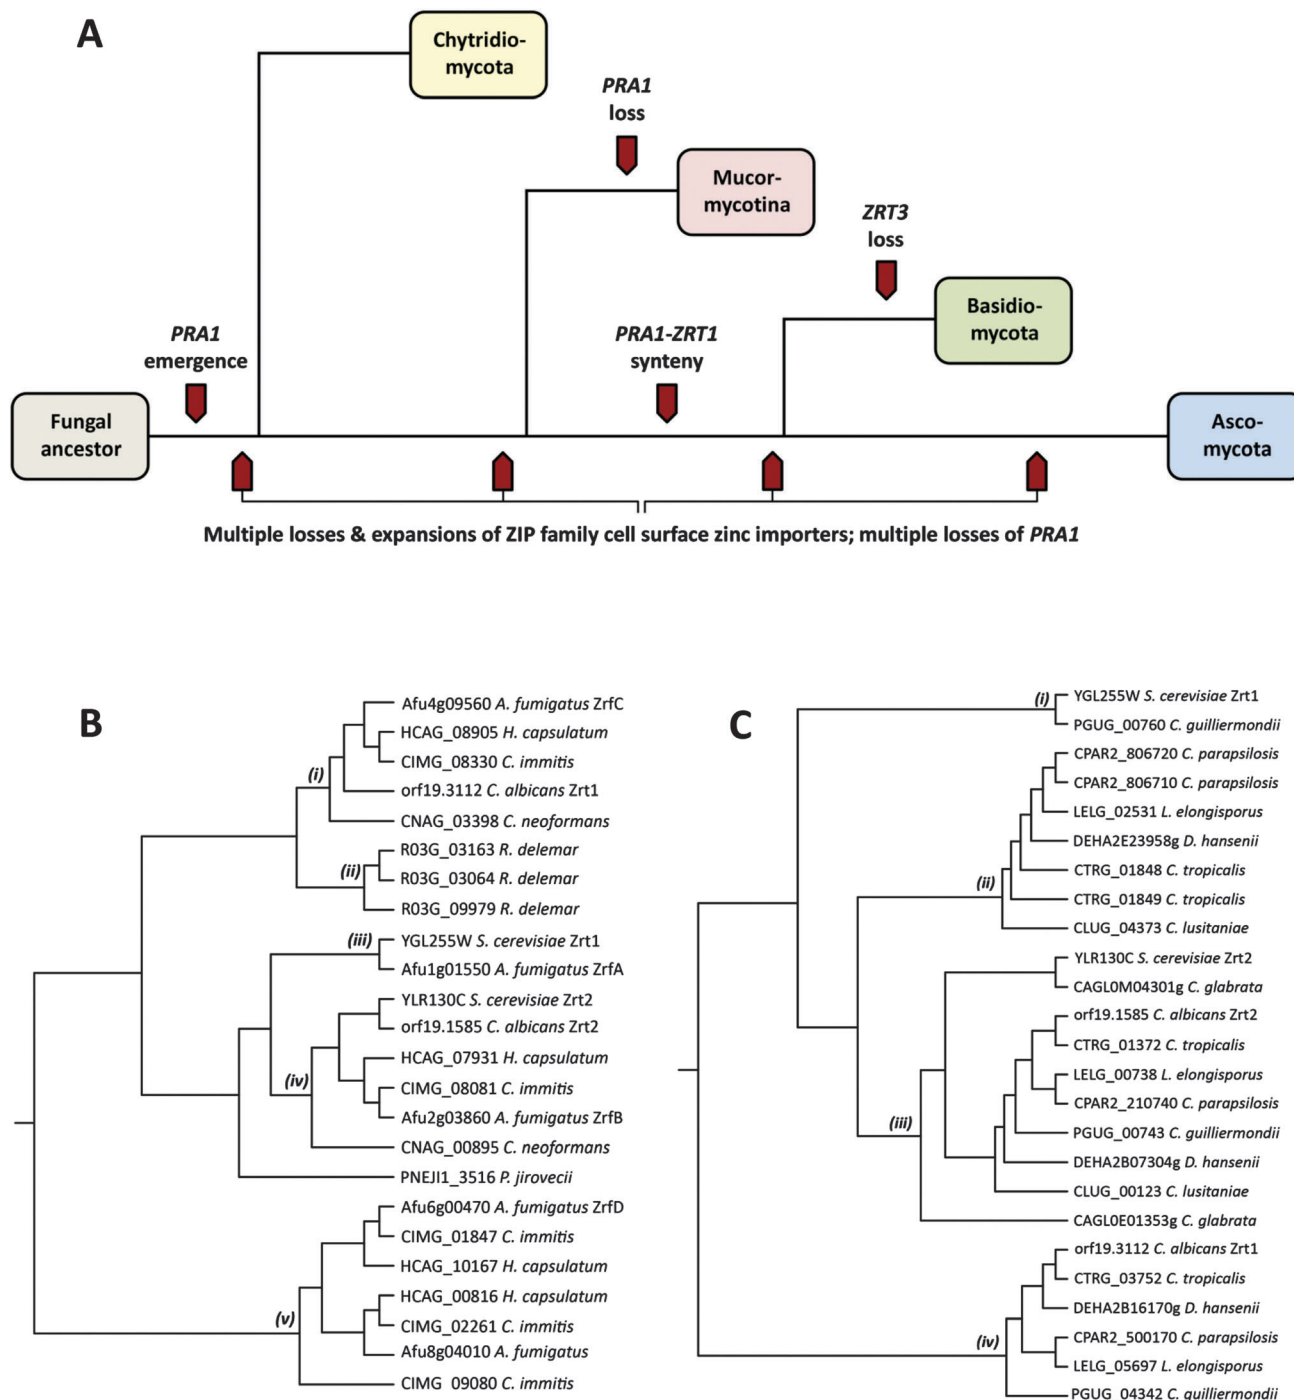 A
Chytridio-
mycota
PRA1
loss
Mucor-
mycotina
ZRT3
loss
Basidio-
mycota
PRA1
emergence
PRA1-ZRT1
synteny
Fungal
ancestor
Asco-
mycota
Multiple losses & expansions of ZIP family cell surface zinc importers; multiple losses of PRA1
B
Afu4g09560 A. fumigatus ZrfC
HCAG_08905 H. capsulatum
CIMG_08330 C. immitis
(i)
orf19.3112 C. albicans Zrt1
CNAG_03398 C. neoformans
R03G_03163 R. delemar
(ii)
R03G_03064 R. delemar
R03G_09979 R. delemar
(iii)
YGL255W S. cerevisiae Zrt1
Afu1g01550 A. fumigatus ZrfA
YLR130C S. cerevisiae Zrt2
orf19.1585 C. albicans Zrt2
HCAG_07931 H. capsulatum
(iv)
CIMG_08081 C. immitis
Afu2g03860 A. fumigatus ZrfB
CNAG_00895 C. neoformans
PNEJI1_3516 P. jirovecii
Afu6g00470 A. fumigatus ZrfD
CIMG_01847 C. immitis
HCAG_10167 H. capsulatum
HCAG_00816 H. capsulatum
(v)
CIMG_02261 C. immitis
Afu8g04010 A. fumigatus
CIMG_09080 C. immitis
C
(i)
YGL255W S. cerevisiae Zrt1
PGUG_00760 C. guilliermondii
CPAR2_806720 C. parapsilosis
CPAR2_806710 C. parapsilosis
LELG_02531 L. elongisporus
DEHA2E23958g D. hansenii
(ii)
CTRG_01848 C. tropicalis
CTRG_01849 C. tropicalis
CLUG_04373 C. lusitaniae
YLR130C S. cerevisiae Zrt2
CAGL0M04301g C. glabrata
orf19.1585 C. albicans Zrt2
CTRG_01372 C. tropicalis
LELG_00738 L. elongisporus
CPAR2_210740 C. parapsilosis
(iii)
PGUG_00743 C. guilliermondii
DEHA2B07304g D. hansenii
CLUG_00123 C. lusitaniae
CAGL0E01353g C. glabrata
orf19.3112 C. albicans Zrt1
CTRG_03752 C. tropicalis
DEHA2B16170g D. hansenii
(iv)
CPAR2_500170 C. parapsilosis
LELG_05697 L. elongisporus
PGUG_04342 C. guilliermondii